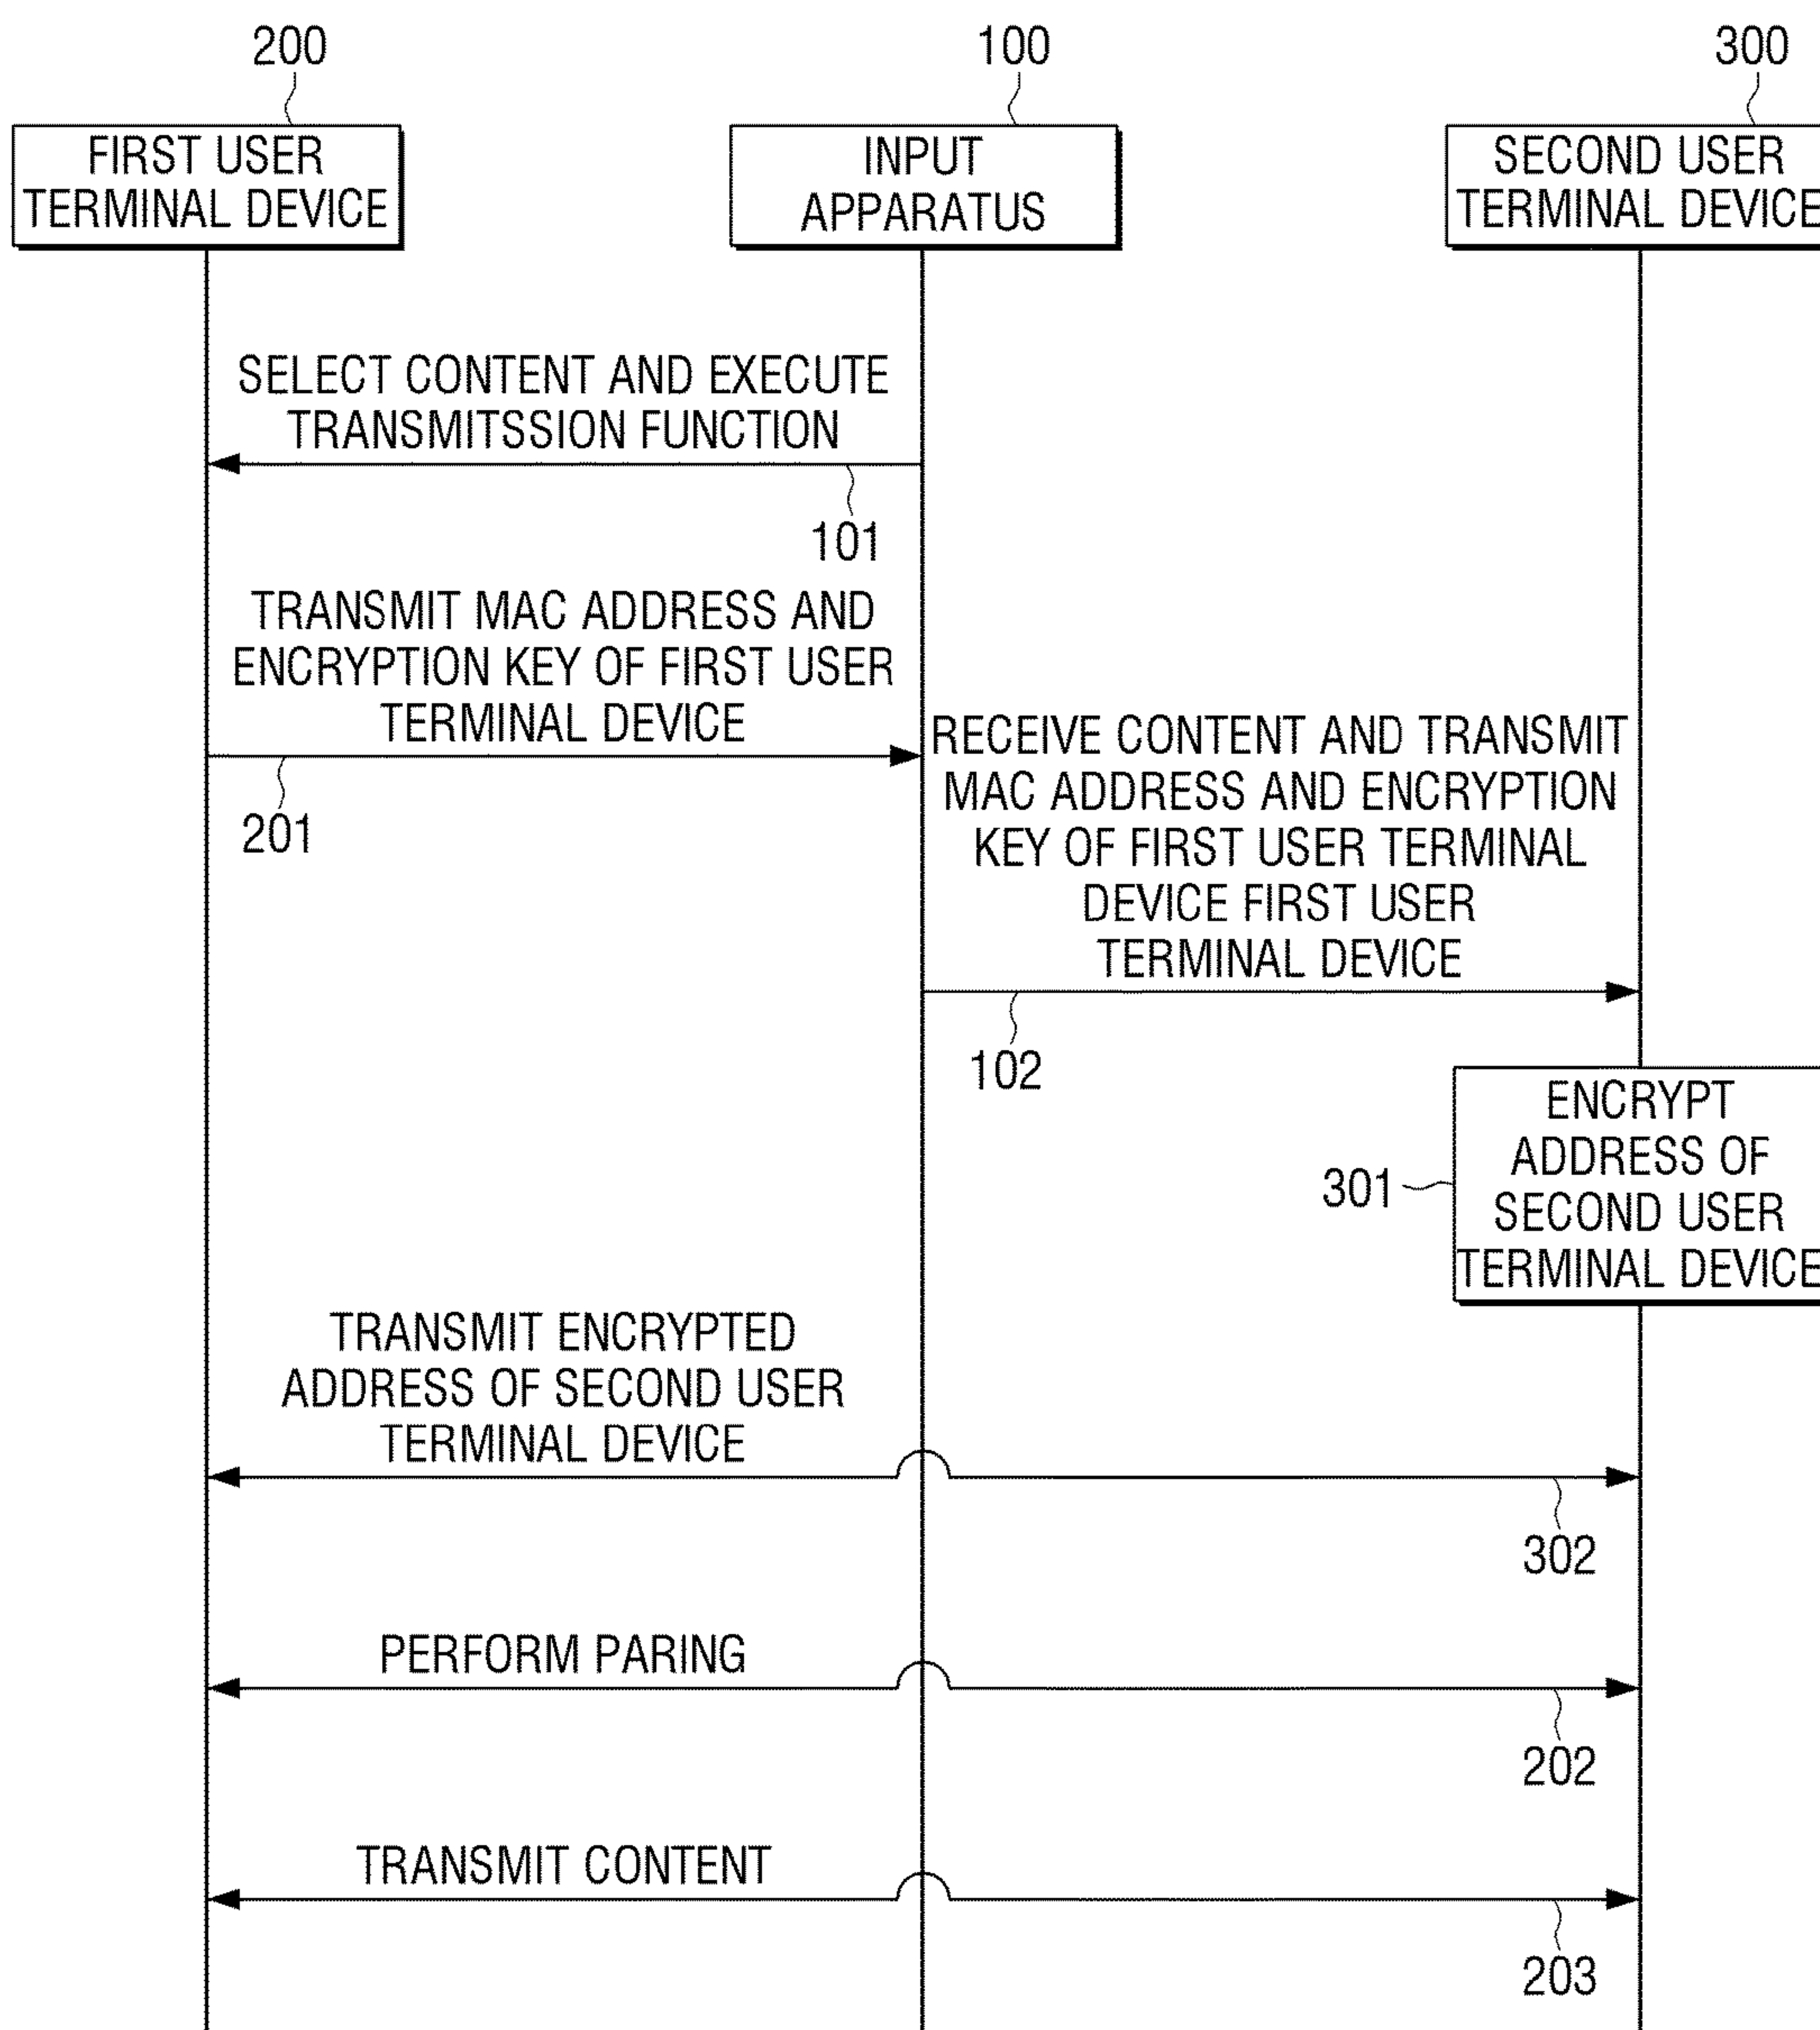 200
100
300
FIRST USER
TERMINAL DEVICE
INPUT
APPARATUS
SECOND USER
TERMINAL DEVICE
SELECT CONTENT AND EXECUTE
TRANSMITSSION FUNCTION
101
TRANSMIT MAC ADDRESS AND
ENCRYPTION KEY OF FIRST USER
TERMINAL DEVICE
201
RECEIVE CONTENT AND TRANSMIT
MAC ADDRESS AND ENCRYPTION
KEY OF FIRST USER TERMINAL
DEVICE FIRST USER
TERMINAL DEVICE
102
ENCRYPT
ADDRESS OF
SECOND USER
TERMINAL DEVICE
301
TRANSMIT ENCRYPTED
ADDRESS OF SECOND USER
TERMINAL DEVICE
302
PERFORM PARING
202
TRANSMIT CONTENT
203